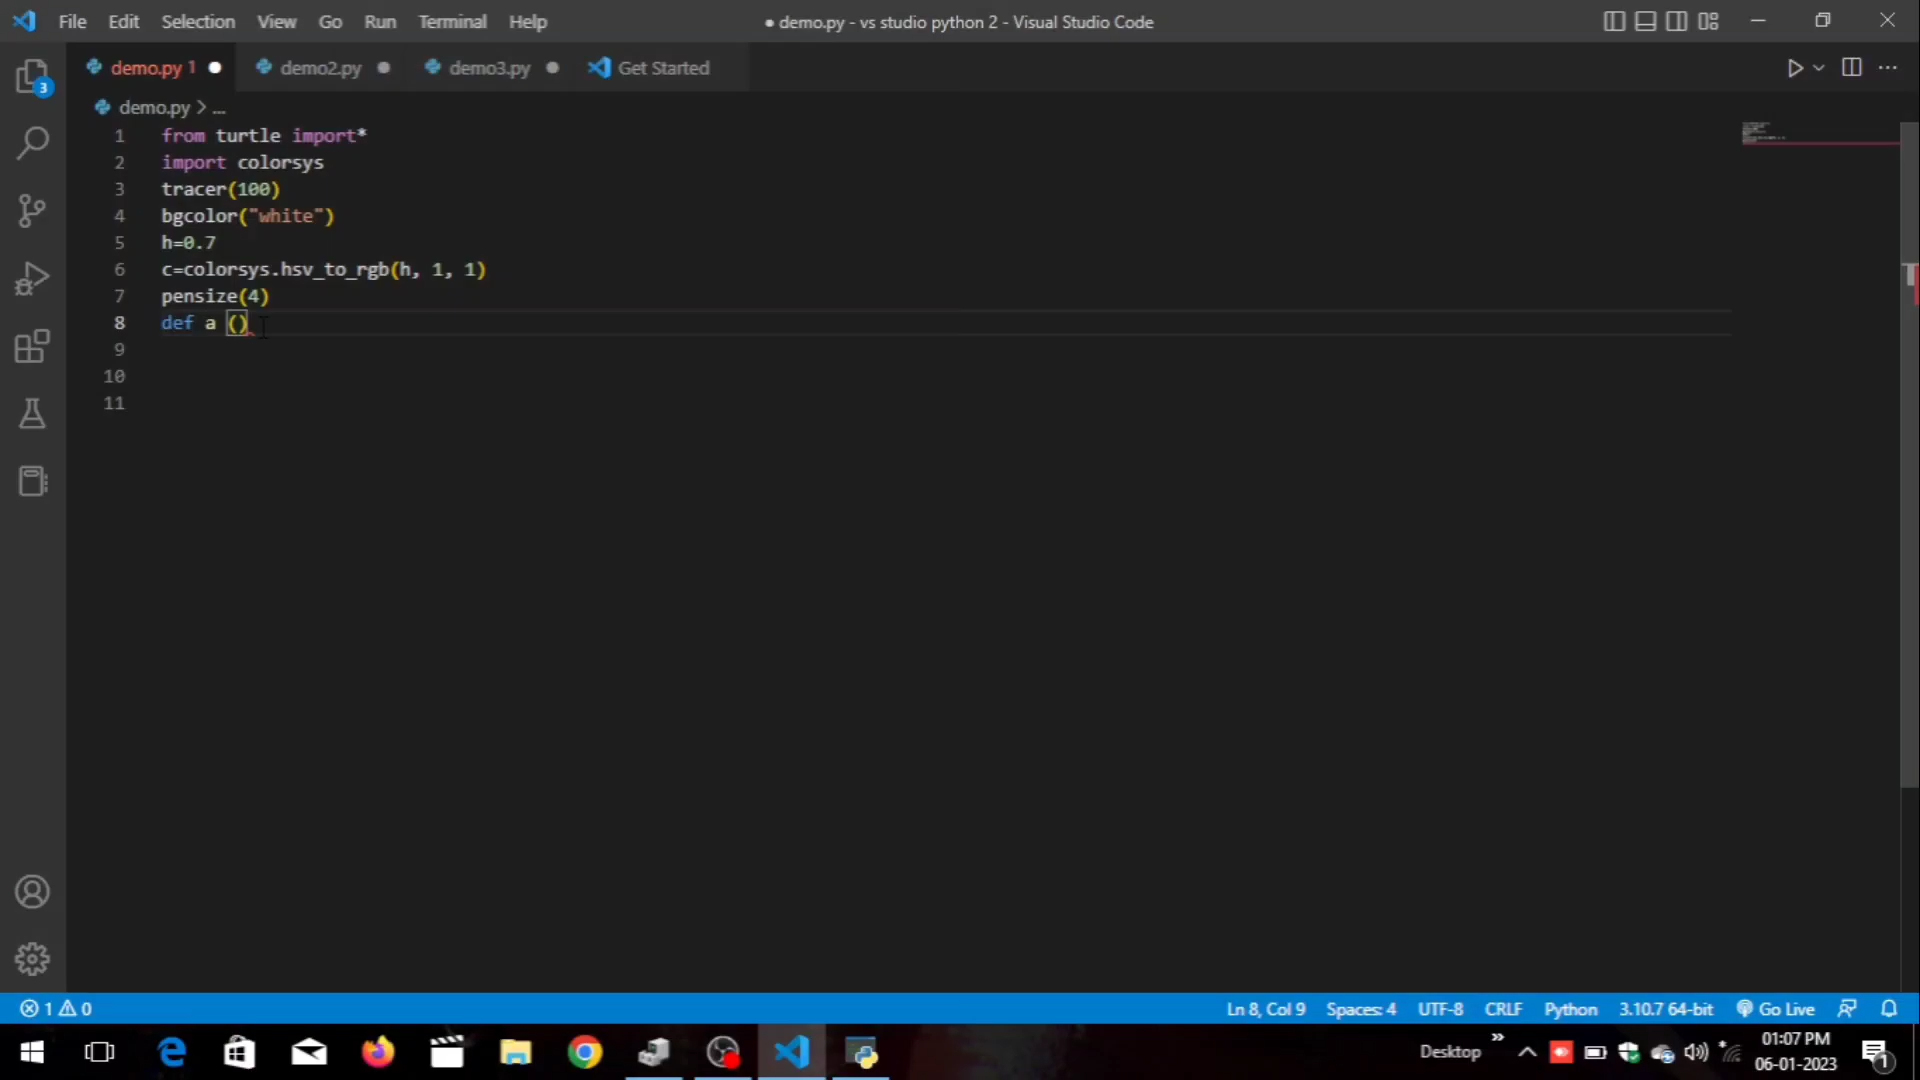 File Edit Selection View Go Run Terminal Help
● demo.py - vs studio python 2 - Visual Studio Code
demo.py 1 demo2.py demo3.py Get Started
3
demo.py > ...
1 from turtle import*
2 import colorsys
3 tracer(100)
4 bgcolor("white")
5 h=0.7
6 c=colorsys.hsv_to_rgb(h, 1, 1)
7 pensize(4)
8 def a ()
9
10
11
1 0 Ln 8, Col 9 Spaces: 4 UTF-8 CRLF Python 3.10.7 64-bit Go Live
Desktop » 01:07 PM
06-01-2023
1